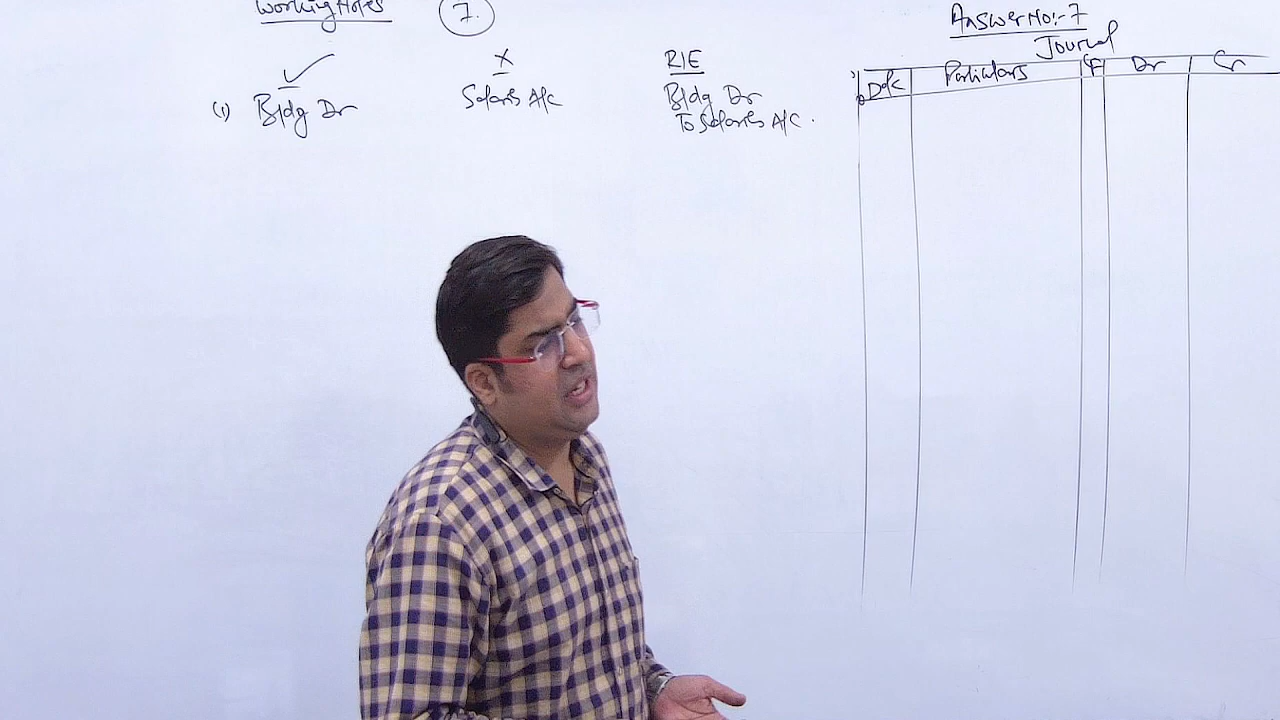 Working Notes
7.
Answer No:- 7
Journal
✓
X
R/E
Date Particulars LF Dr Cr
(1) Bldg Dr
Salaries A/c
Bldg Dr
To Salaries A/c.